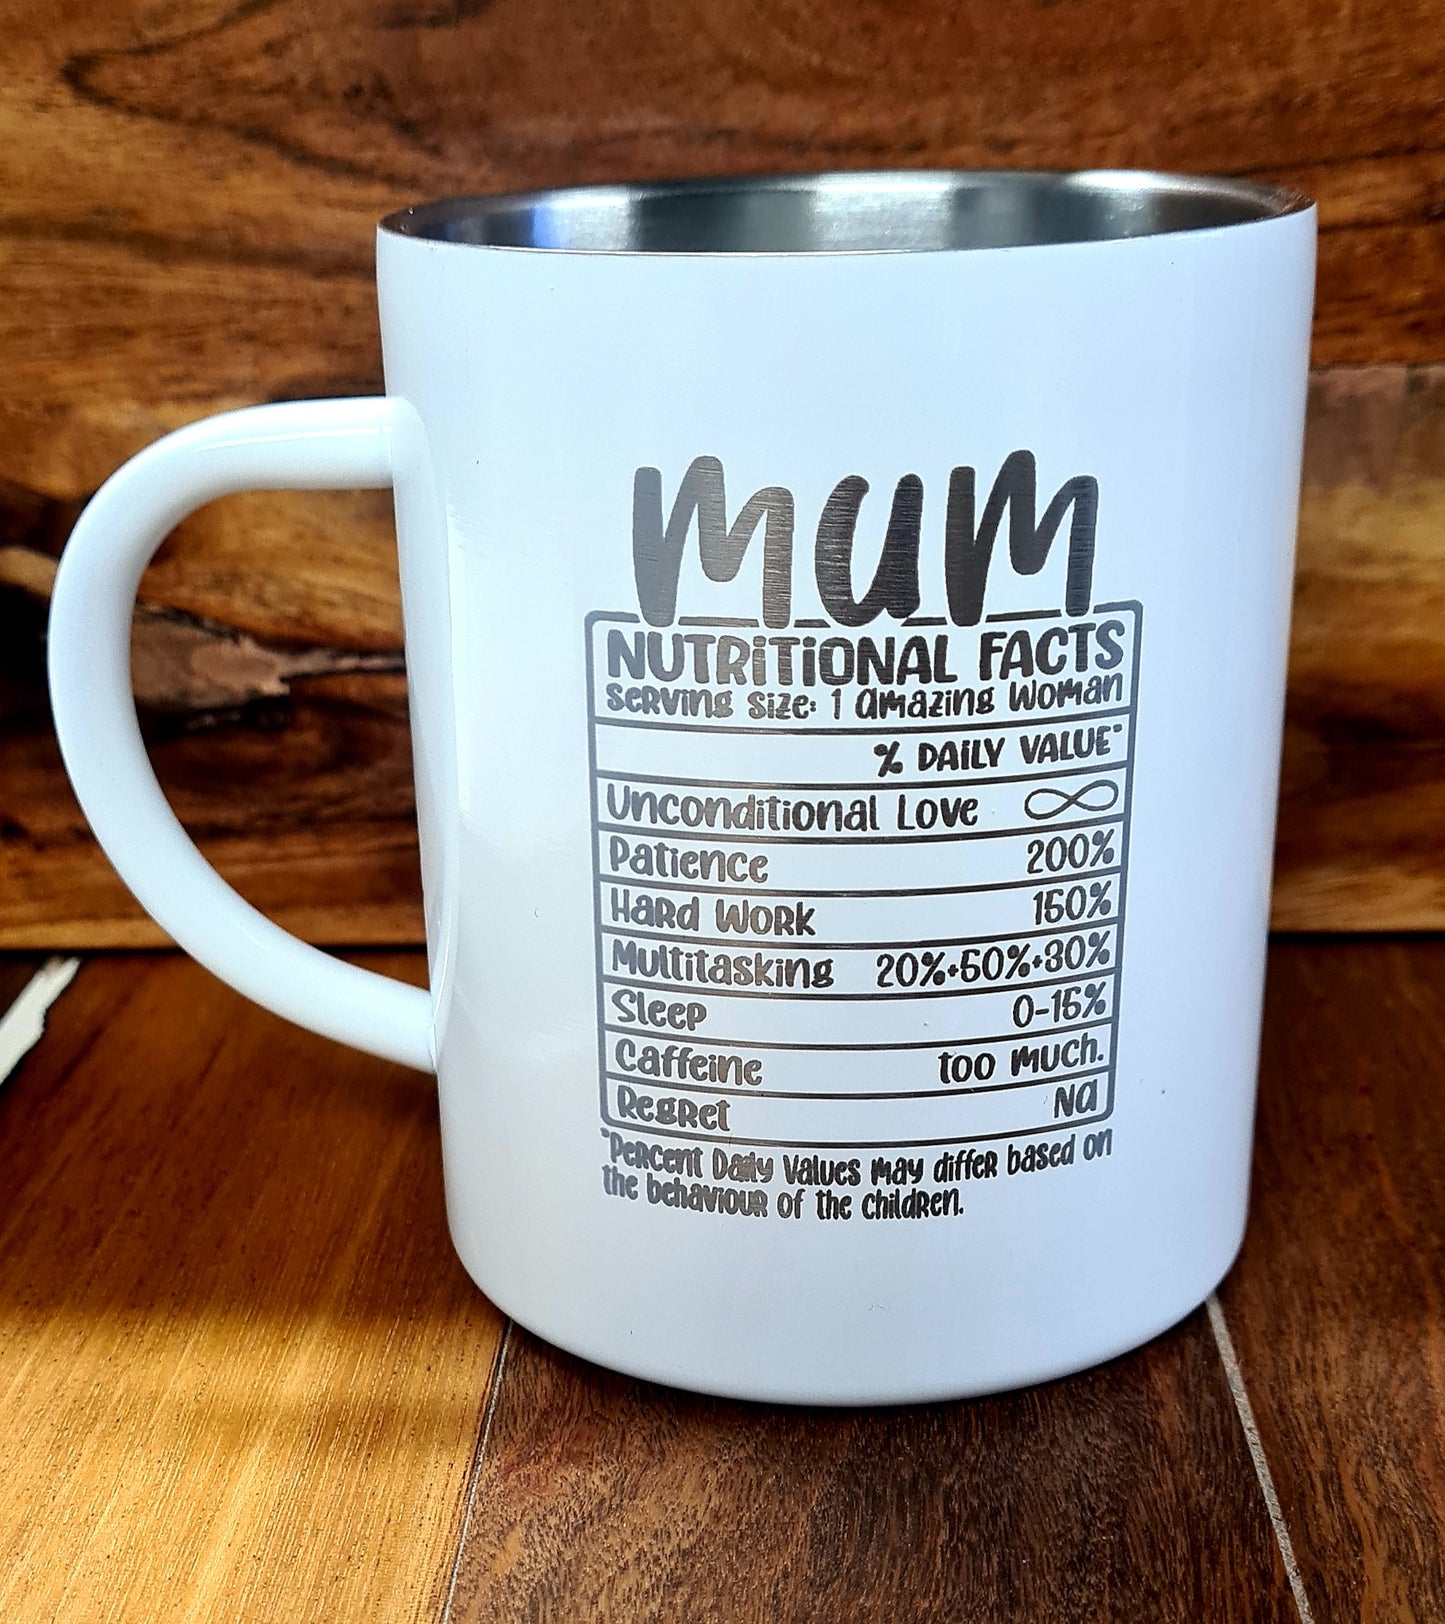 mum
NUTRITIONAL FACTS
Serving Size: 1 Amazing Woman
% DAILY VALUE*
Unconditional Love ∞
Patience 200%
Hard Work 150%
Multitasking 20%+50%+30%
Sleep 0-15%
Caffeine too much.
Regret Na
*Percent Daily Values may differ based on
the behaviour of the children.